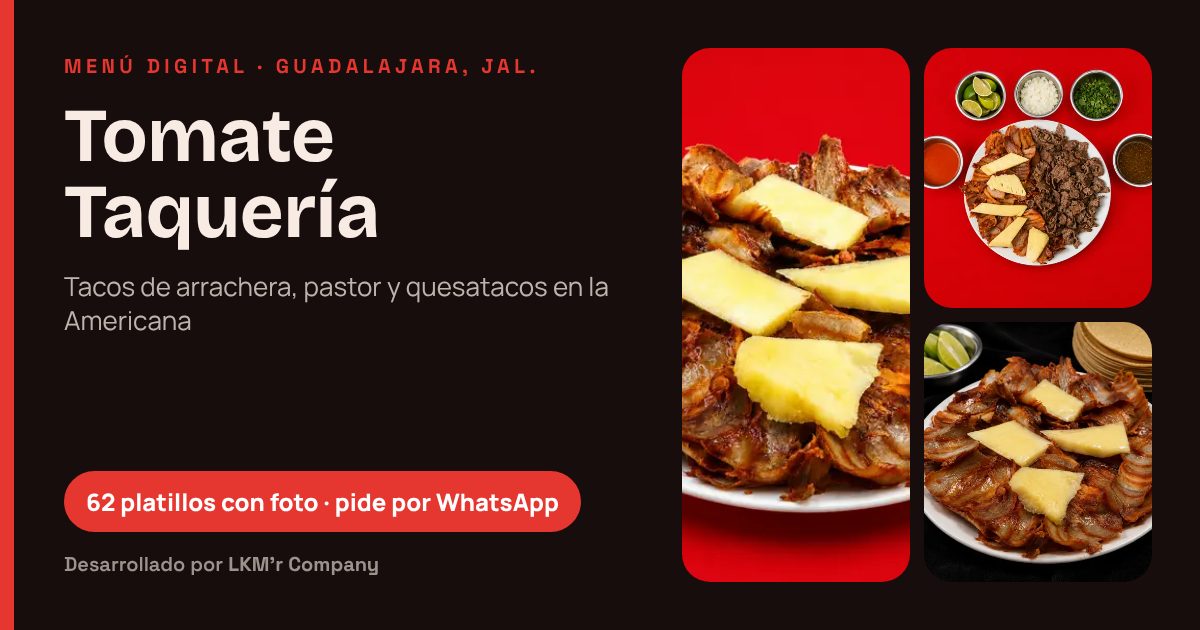 MENÚ DIGITAL · GUADALAJARA, JAL.
Tomate
Taquería
Tacos de arrachera, pastor y quesatacos en la
Americana
62 platillos con foto · pide por WhatsApp
Desarrollado por LKM’r Company